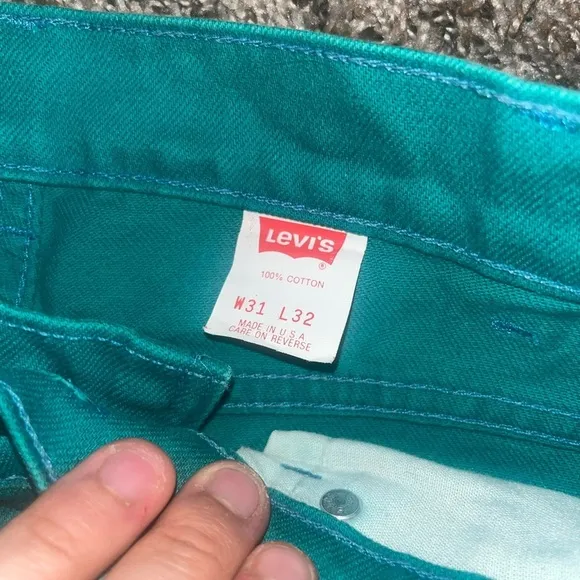 Levi's
®
100% COTTON
W31 L32
MADE IN U.S.A
CARE ON REVERSE